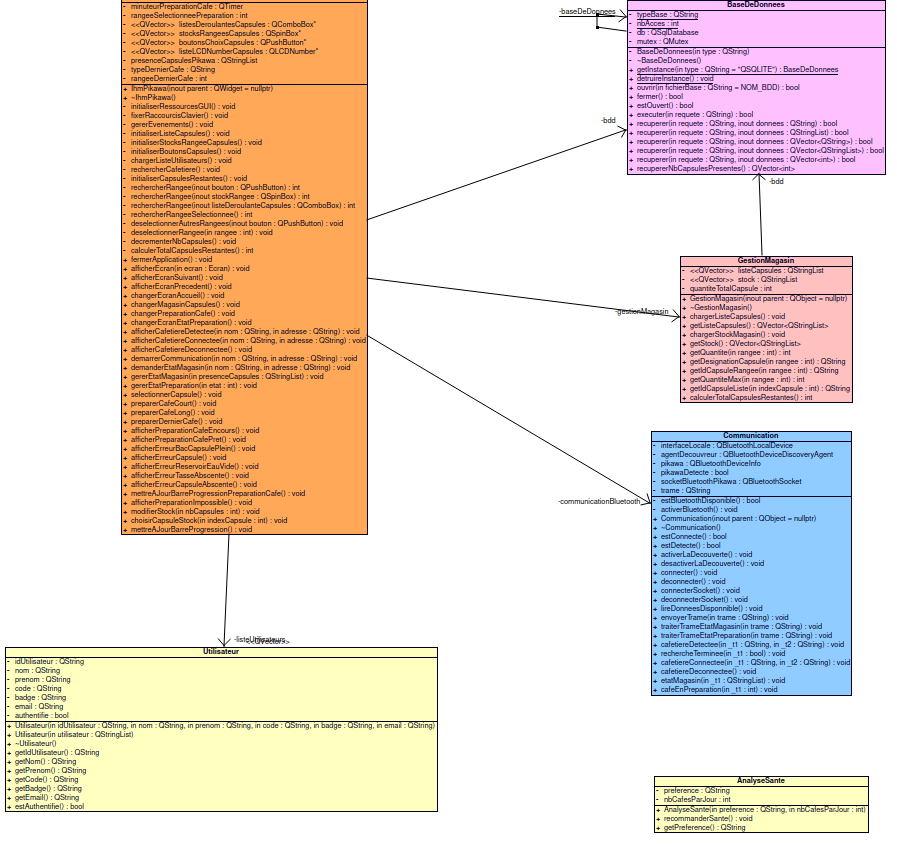 - minuteurPreparationCafe : QTimer
- rangeeSelectionneePreparation : int
- <<QVector>> listesDeroulantesCapsules : QComboBox"
- <<QVector>> stocksRangeesCapsules : QSpinBox"
- <<QVector>> boutonsChoixCapsules : QPushButton"
- <<QVector>> listeLCDNumberCapsules : QLCDNumber"
- presenceCapsulesPikawa : QStringList
- typeDernierCafe : QString
- rangeeDernierCafe : int
+ IhmPikawa(inout parent : QWidget = nullptr)
+ ~IhmPikawa()
- initialiserRessourcesGUI() : void
- fixerRaccourcisClavier() : void
- gererEvenements() : void
- initialiserListeCapsules() : void
- initialiserStocksRangeeCapsules() : void
- initialiserBoutonsCapsules() : void
- chargerListeUtilisateurs() : void
- rechercherCafetiere() : void
- initialiserCapsulesRestantes() : void
- rechercherRangee(inout bouton : QPushButton) : int
- rechercherRangee(inout stockRangee : QSpinBox) : int
- rechercherRangee(inout listeDeroulanteCapsules : QComboBox) : int
- rechercherRangeeSelectionnee() : int
- deselectionnerAutresRangees(inout bouton : QPushButton) : void
- deselectionnerRangee(in rangee : int) : void
- decrementerNbCapsules() : void
- calculerTotalCapsulesRestantes() : int
+ fermerApplication() : void
+ afficherEcran(in ecran : Ecran) : void
+ afficherEcranSuivant() : void
+ afficherEcranPrecedent() : void
+ changerEcranAccueil() : void
+ changerMagasinCapsules() : void
+ changerPreparationCafe() : void
+ changerEcranEtatPreparation() : void
+ afficherCafetiereDetectee(in nom : QString, in adresse : QString) : void
+ afficherCafetiereConnectee(in nom : QString, in adresse : QString) : void
+ afficherCafetiereDeconnectee() : void
+ demarrerCommunication(in nom : QString, in adresse : QString) : void
+ demanderEtatMagasin(in nom : QString, in adresse : QString) : void
+ gererEtatMagasin(in presenceCapsules : QStringList) : void
+ gererEtatPreparation(in etat : int) : void
+ selectionnerCapsule() : void
+ preparerCafeCourt() : void
+ preparerCafeLong() : void
+ preparerDernierCafe() : void
+ afficherPreparationCafeEncours() : void
+ afficherPreparationCafePret() : void
+ afficherErreurBacCapsulePlein() : void
+ afficherErreurCapsule() : void
+ afficherErreurReservoirEauVide() : void
+ afficherErreurTasseAbscente() : void
+ afficherErreurCapsuleAbscente() : void
+ mettreAJourBarreProgressionPreparationCafe() : void
+ afficherPreparationImpossible() : void
+ modifierStock(in nbCapsules : int) : void
+ choisirCapsuleStock(in indexCapsule : int) : void
+ mettreAJourBarreProgression() : void
-baseDeDonnees
BaseDeDonnees
- typeBase : QString
- nbAcces : int
- db : QSqlDatabase
- mutex : QMutex
- BaseDeDonnees(in type : QString)
- ~BaseDeDonnees()
+ getInstance(in type : QString = "QSQLITE") : BaseDeDonnees
+ detruireInstance() : void
+ ouvrir(in fichierBase : QString = NOM_BDD) : bool
+ fermer() : bool
+ estOuvert() : bool
+ executer(in requete : QString) : bool
+ recuperer(in requete : QString, inout donnees : QString) : bool
+ recuperer(in requete : QString, inout donnees : QStringList) : bool
+ recuperer(in requete : QString, inout donnees : QVector<QString>) : bool
+ recuperer(in requete : QString, inout donnees : QVector<QStringList>) : bool
+ recuperer(in requete : QString, inout donnees : QVector<int>) : bool
+ recupererNbCapsulesPresentes() : QVector<int>
-bdd
-bdd
GestionMagasin
- <<QVector>> listeCapsules : QStringList
- <<QVector>> stock : QStringList
- quantiteTotalCapsule : int
+ GestionMagasin(inout parent : QObject = nullptr)
+ ~GestionMagasin()
+ chargerListeCapsules() : void
+ getListeCapsules() : QVector<QStringList>
+ chargerStockMagasin() : void
+ getStock() : QVector<QStringList>
+ getQuantite(in rangee : int) : int
+ getDesignationCapsule(in rangee : int) : QString
+ getIdCapsuleRangee(in rangee : int) : QString
+ getQuantiteMax(in rangee : int) : int
+ getIdCapsuleListe(in indexCapsule : int) : QString
+ calculerTotalCapsulesRestantes() : int
-gestionMagasin
Communication
- interfaceLocale : QBluetoothLocalDevice
- agentDecouvreur : QBluetoothDeviceDiscoveryAgent
- pikawa : QBluetoothDeviceInfo
- pikawaDetecte : bool
- socketBluetoothPikawa : QBluetoothSocket
- trame : QString
- estBluetoothDisponible() : bool
- activerBluetooth() : void
+ Communication(inout parent : QObject = nullptr)
+ ~Communication()
+ estConnecte() : bool
+ estDetecte() : bool
+ activerLaDecouverte() : void
+ desactiverLaDecouverte() : void
+ connecter() : void
+ deconnecter() : void
+ connecterSocket() : void
+ deconnecterSocket() : void
+ lireDonneesDisponnible() : void
+ envoyerTrame(in trame : QString) : void
+ traiterTrameEtatMagasin(in trame : QString) : void
+ traiterTrameEtatPreparation(in trame : QString) : void
+ cafetiereDetectee(in _t1 : QString, in _t2 : QString) : void
+ rechercheTerminee(in _t1 : bool) : void
+ cafetiereConnectee(in _t1 : QString, in _t2 : QString) : void
+ cafetiereDeconnectee() : void
+ etatMagasin(in _t1 : QStringList) : void
+ cafeEnPreparation(in _t1 : int) : void
-communicationBluetooth
-listeUtilisateurs
<<QVector>>
Utilisateur
- idUtilisateur : QString
- nom : QString
- prenom : QString
- code : QString
- badge : QString
- email : QString
- authentifie : bool
+ Utilisateur(in idUtilisateur : QString, in nom : QString, in prenom : QString, in code : QString, in badge : QString, in email : QString)
+ Utilisateur(in utilisateur : QStringList)
+ ~Utilisateur()
+ getIdUtilisateur() : QString
+ getNom() : QString
+ getPrenom() : QString
+ getCode() : QString
+ getBadge() : QString
+ getEmail() : QString
+ estAuthentifie() : bool
AnalyseSante
- preference : QString
- nbCafesParJour : int
+ AnalyseSante(in preference : QString, in nbCafesParJour : int)
+ recommanderSante() : void
+ getPreference() : QString